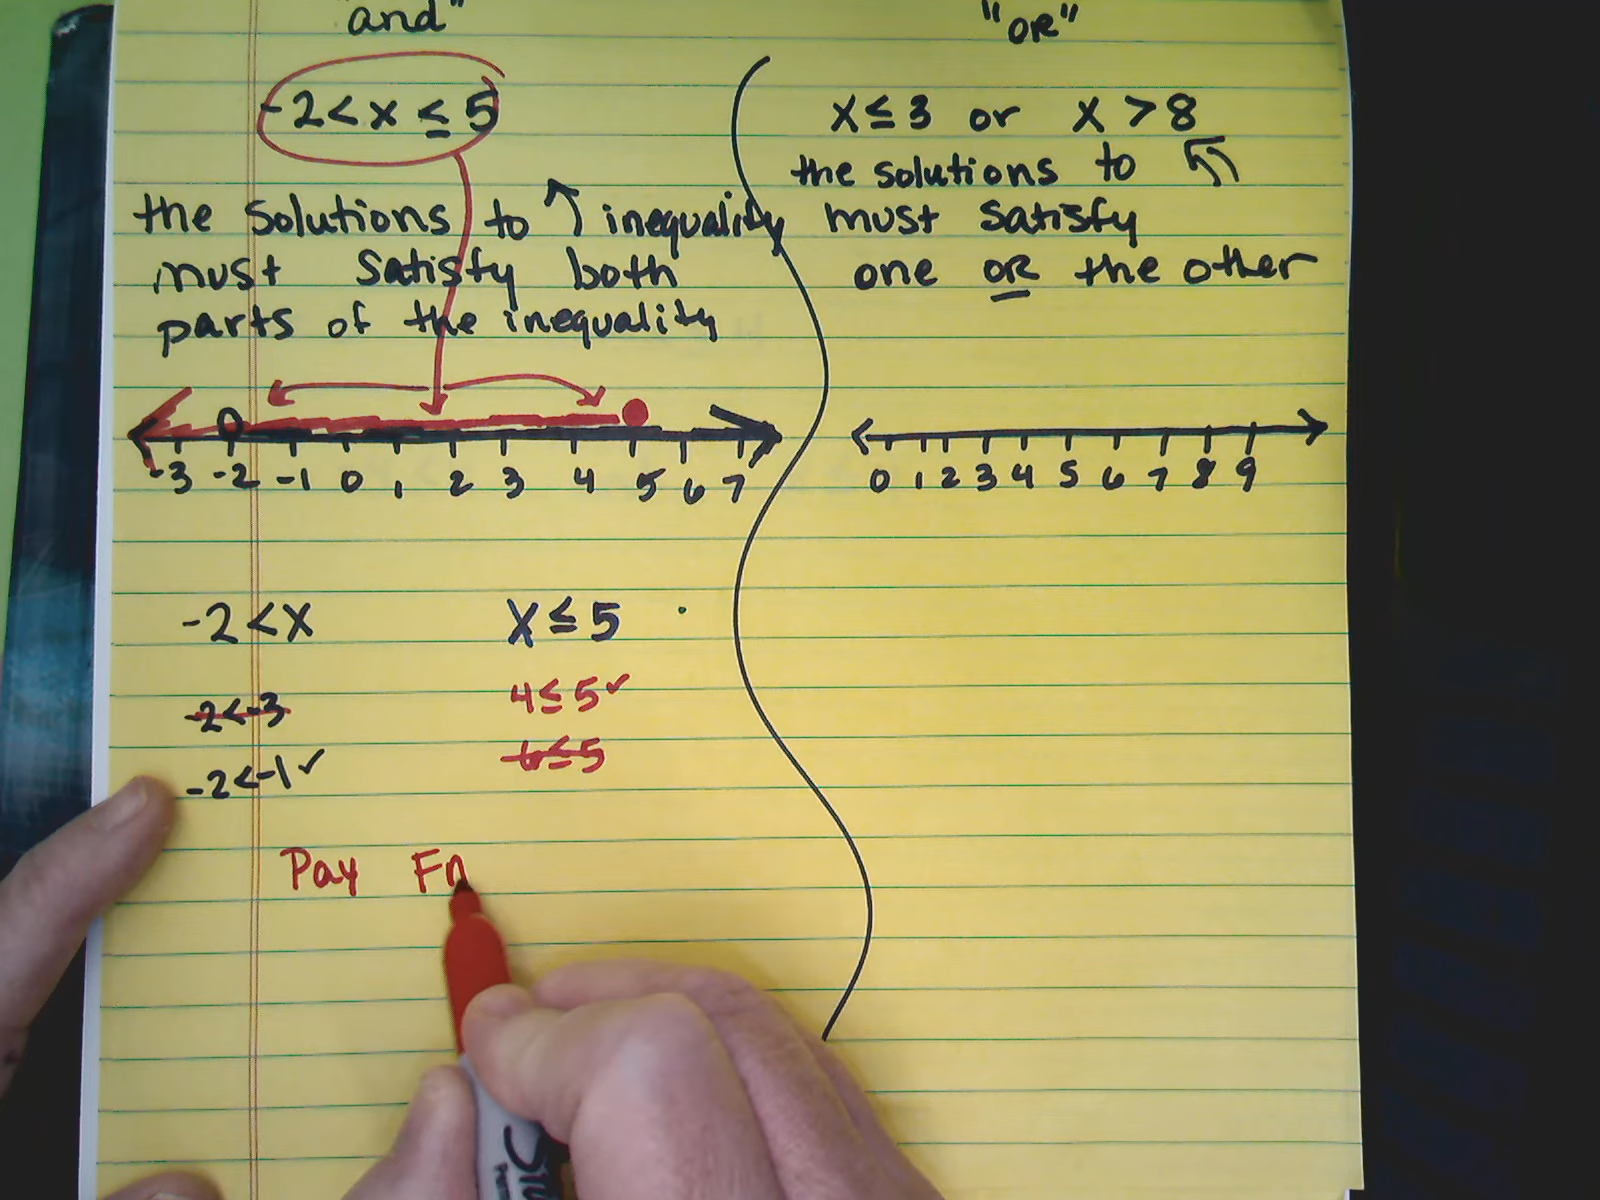 "and"
-2 < x ≤ 5
the solutions to inequality
must satisfy both
parts of the inequality
-3 -2 -1 0 1 2 3 4 5 6 7
-2 < x x ≤ 5
-2 < -3 4 ≤ 5 ✓
-2 < -1 ✓ 6 ≤ 5
Pay
"OR"
x ≤ 3 or x > 8
the solutions to
must satisfy
one OR the other
0 1 2 3 4 5 6 7 8 9